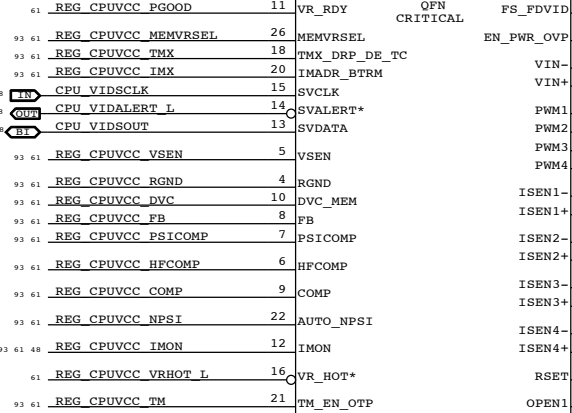 61 REG_CPUVCC_PGOOD 11 VR_RDY QFN FS_FDVID
CRITICAL
93 61 REG_CPUVCC_MEMVRSEL 26 MEMVRSEL EN_PWR_OVP
93 61 REG_CPUVCC_TMX 18 TMX_DRP_DE_TC
VIN-
93 61 REG_CPUVCC_IMX 20 IMADR_BTRM
VIN+
8 IN CPU_VIDSCLK 15 SVCLK
8 OUT CPU_VIDALERT_L 14 SVALERT* PWM1
8 BI CPU_VIDSOUT 13 SVDATA PWM2
PWM3
93 61 REG_CPUVCC_VSEN 5 VSEN
PWM4
93 61 REG_CPUVCC_RGND 4 RGND
ISEN1-
93 61 REG_CPUVCC_DVC 10 DVC_MEM
ISEN1+
93 61 REG_CPUVCC_FB 8 FB
93 61 REG_CPUVCC_PSICOMP 7 PSICOMP ISEN2-
ISEN2+
93 61 REG_CPUVCC_HFCOMP 6 HFCOMP
ISEN3-
93 61 REG_CPUVCC_COMP 9 COMP
ISEN3+
93 61 REG_CPUVCC_NPSI 22 AUTO_NPSI
ISEN4-
93 61 48 REG_CPUVCC_IMON 12 IMON ISEN4+
61 REG_CPUVCC_VRHOT_L 16 VR_HOT* RSET
93 61 REG_CPUVCC_TM 21 TM_EN_OTP OPEN1